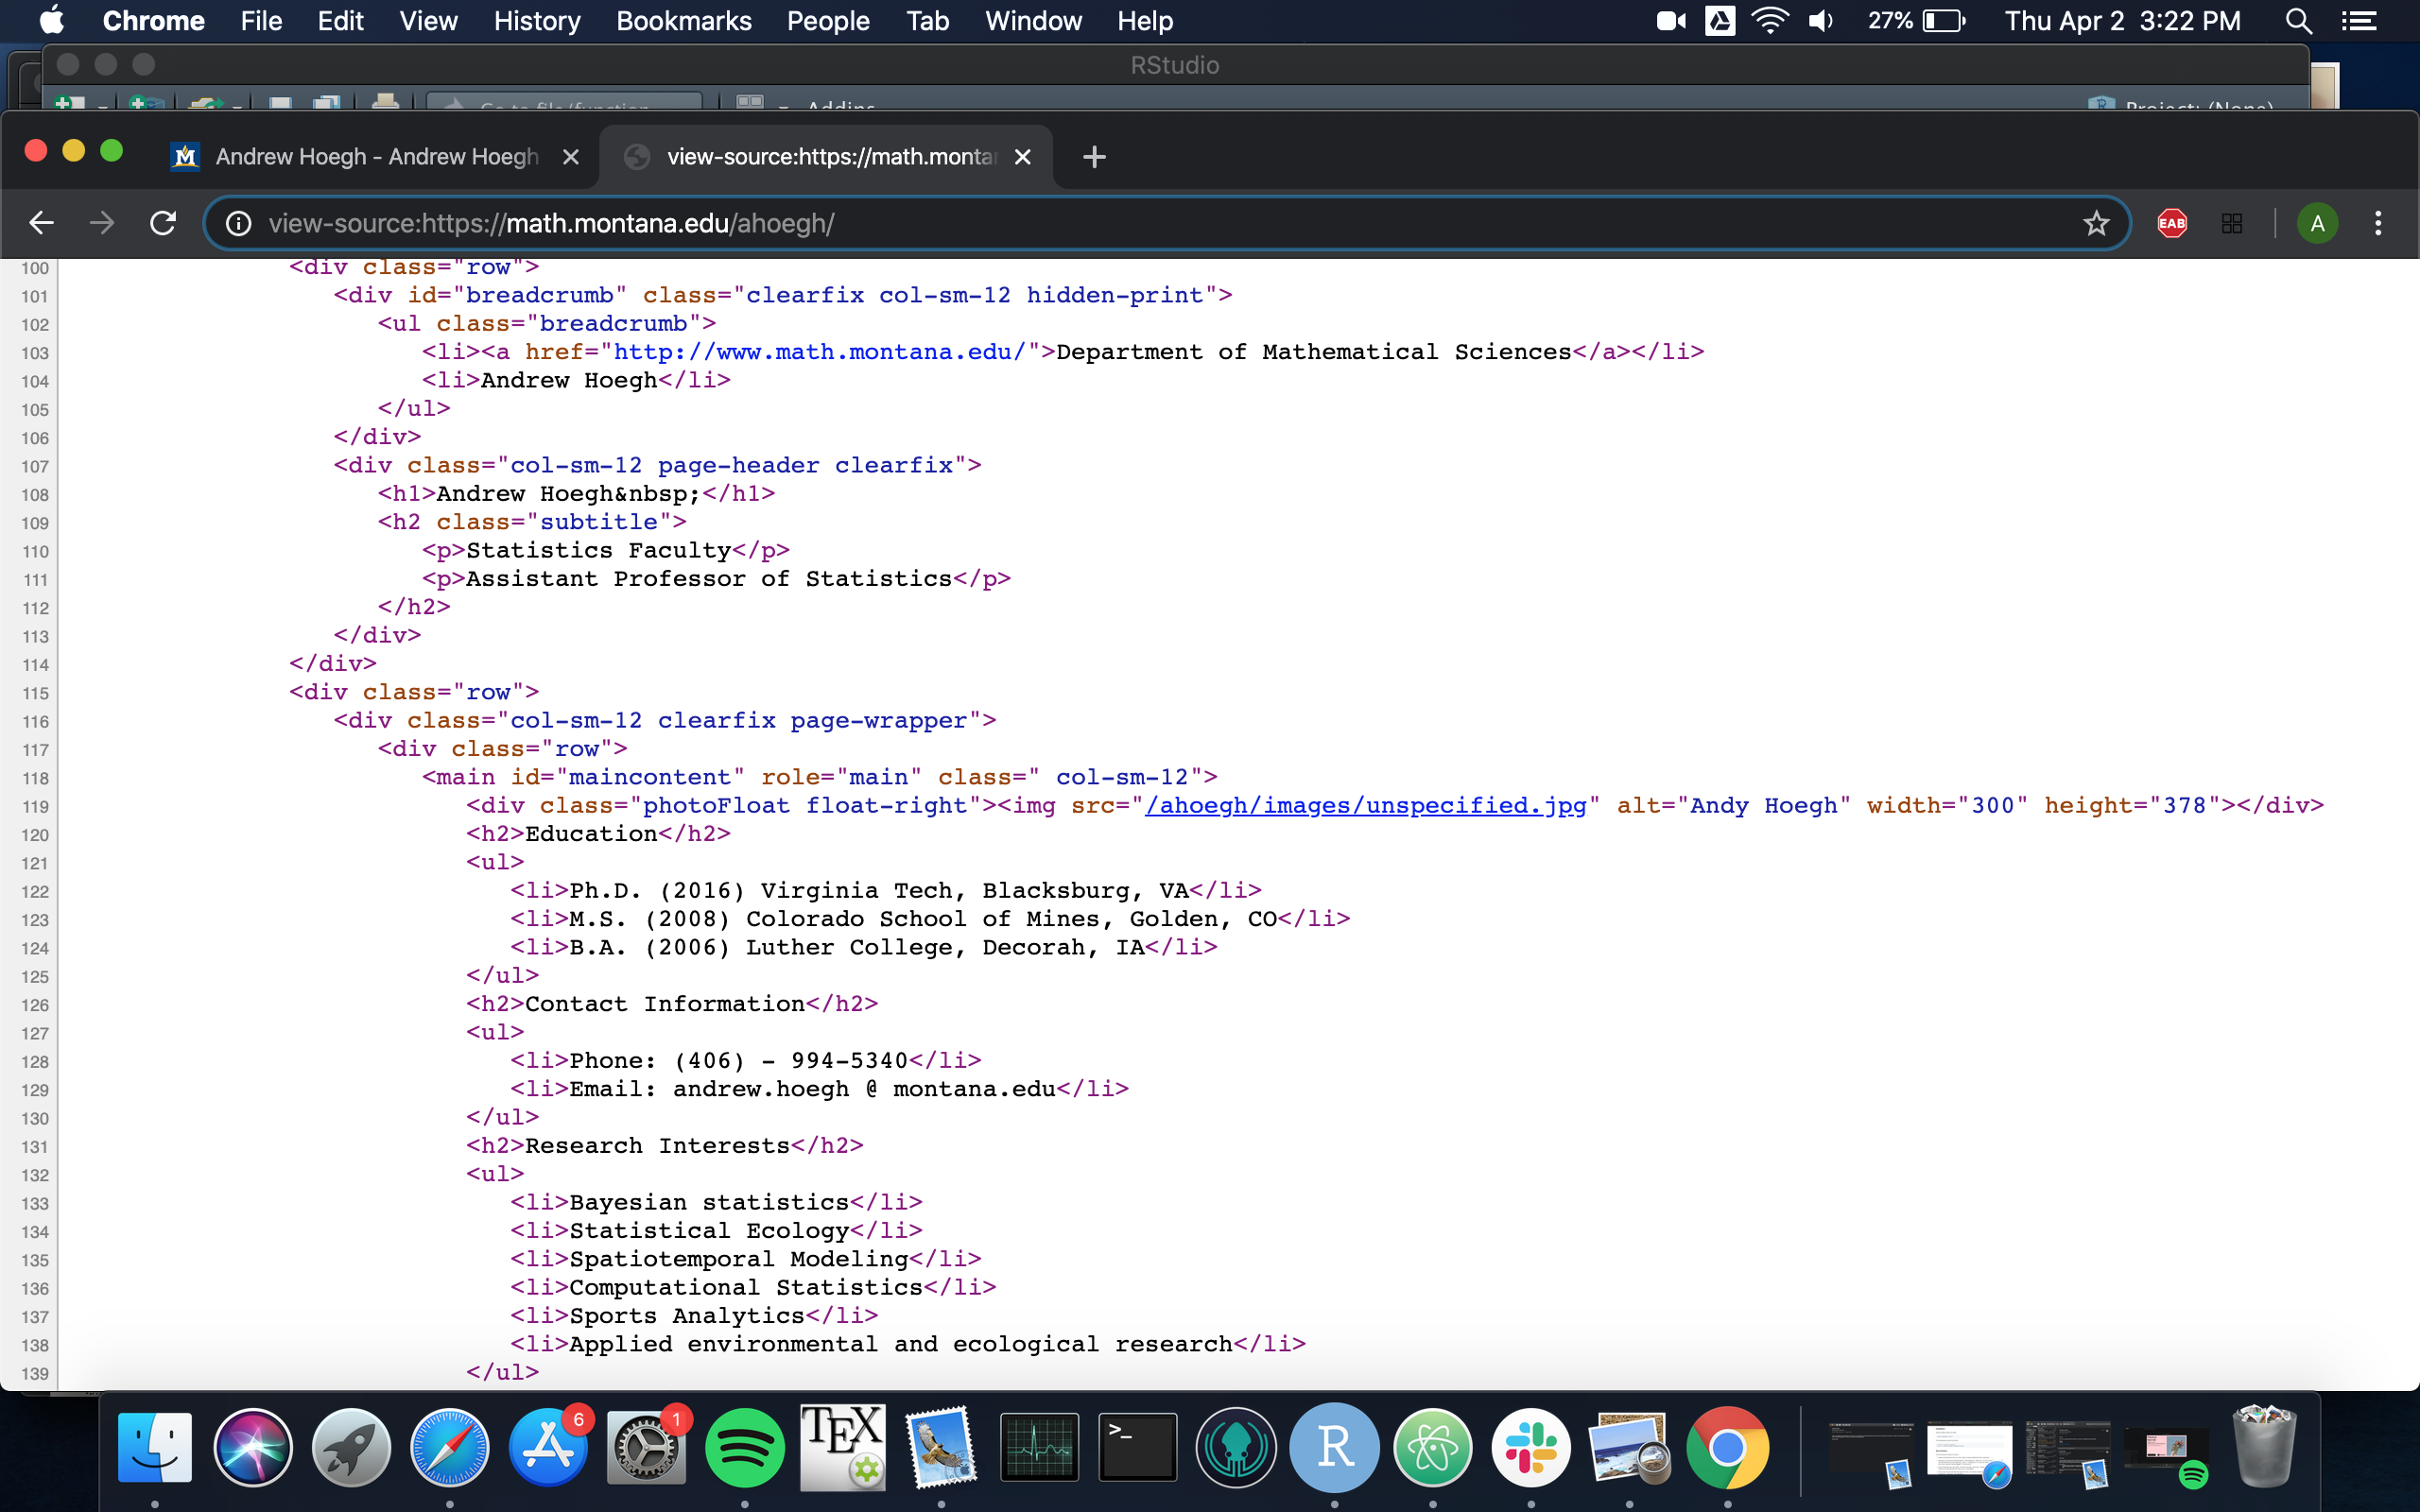 Chrome File Edit View History Bookmarks People Tab Window Help 27% Thu Apr 2 3:22 PM
RStudio
Go to file/function Addins Project: (None)
Andrew Hoegh - Andrew Hoegh view-source:https://math.monta
view-source:https://math.montana.edu/ahoegh/ EAB A
100 <div class="row">
101 <div id="breadcrumb" class="clearfix col-sm-12 hidden-print">
102 <ul class="breadcrumb">
103 <li><a href="http://www.math.montana.edu/">Department of Mathematical Sciences</a></li>
104 <li>Andrew Hoegh</li>
105 </ul>
106 </div>
107 <div class="col-sm-12 page-header clearfix">
108 <h1>Andrew Hoegh&nbsp;</h1>
109 <h2 class="subtitle">
110 <p>Statistics Faculty</p>
111 <p>Assistant Professor of Statistics</p>
112 </h2>
113 </div>
114 </div>
115 <div class="row">
116 <div class="col-sm-12 clearfix page-wrapper">
117 <div class="row">
118 <main id="maincontent" role="main" class=" col-sm-12">
119 <div class="photoFloat float-right"><img src="/ahoegh/images/unspecified.jpg" alt="Andy Hoegh" width="300" height="378"></div>
120 <h2>Education</h2>
121 <ul>
122 <li>Ph.D. (2016) Virginia Tech, Blacksburg, VA</li>
123 <li>M.S. (2008) Colorado School of Mines, Golden, CO</li>
124 <li>B.A. (2006) Luther College, Decorah, IA</li>
125 </ul>
126 <h2>Contact Information</h2>
127 <ul>
128 <li>Phone: (406) - 994-5340</li>
129 <li>Email: andrew.hoegh @ montana.edu</li>
130 </ul>
131 <h2>Research Interests</h2>
132 <ul>
133 <li>Bayesian statistics</li>
134 <li>Statistical Ecology</li>
135 <li>Spatiotemporal Modeling</li>
136 <li>Computational Statistics</li>
137 <li>Sports Analytics</li>
138 <li>Applied environmental and ecological research</li>
139 </ul>
6 1 TEX >_ R